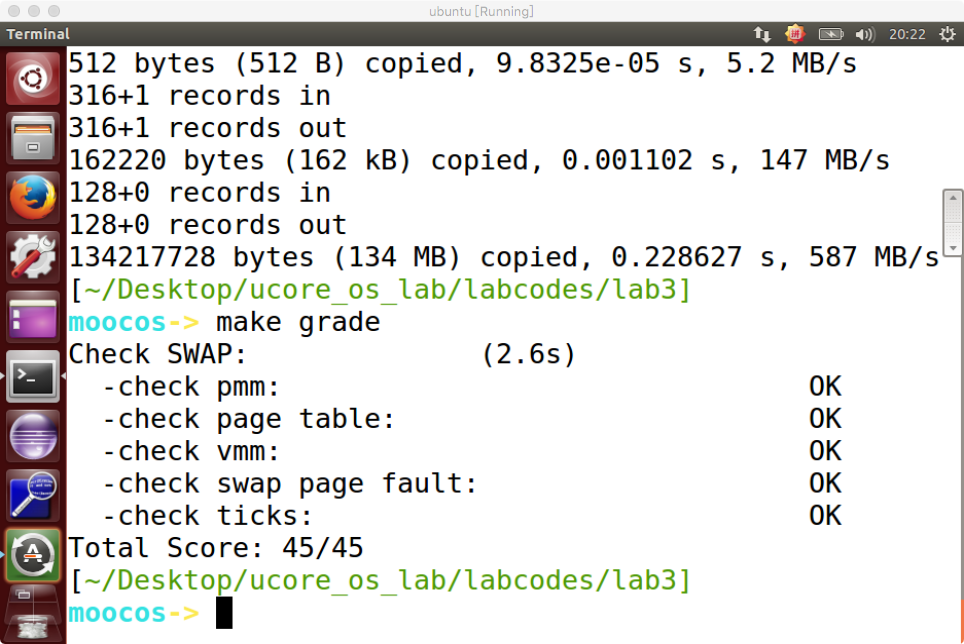 ubuntu [Running]
Terminal 20:22
512 bytes (512 B) copied, 9.8325e-05 s, 5.2 MB/s
316+1 records in
316+1 records out
162220 bytes (162 kB) copied, 0.001102 s, 147 MB/s
128+0 records in
128+0 records out
134217728 bytes (134 MB) copied, 0.228627 s, 587 MB/s
[~/Desktop/ucore_os_lab/labcodes/lab3]
moocos-> make grade
Check SWAP: (2.6s)
-check pmm: OK
-check page table: OK
-check vmm: OK
-check swap page fault: OK
-check ticks: OK
Total Score: 45/45
[~/Desktop/ucore_os_lab/labcodes/lab3]
moocos->